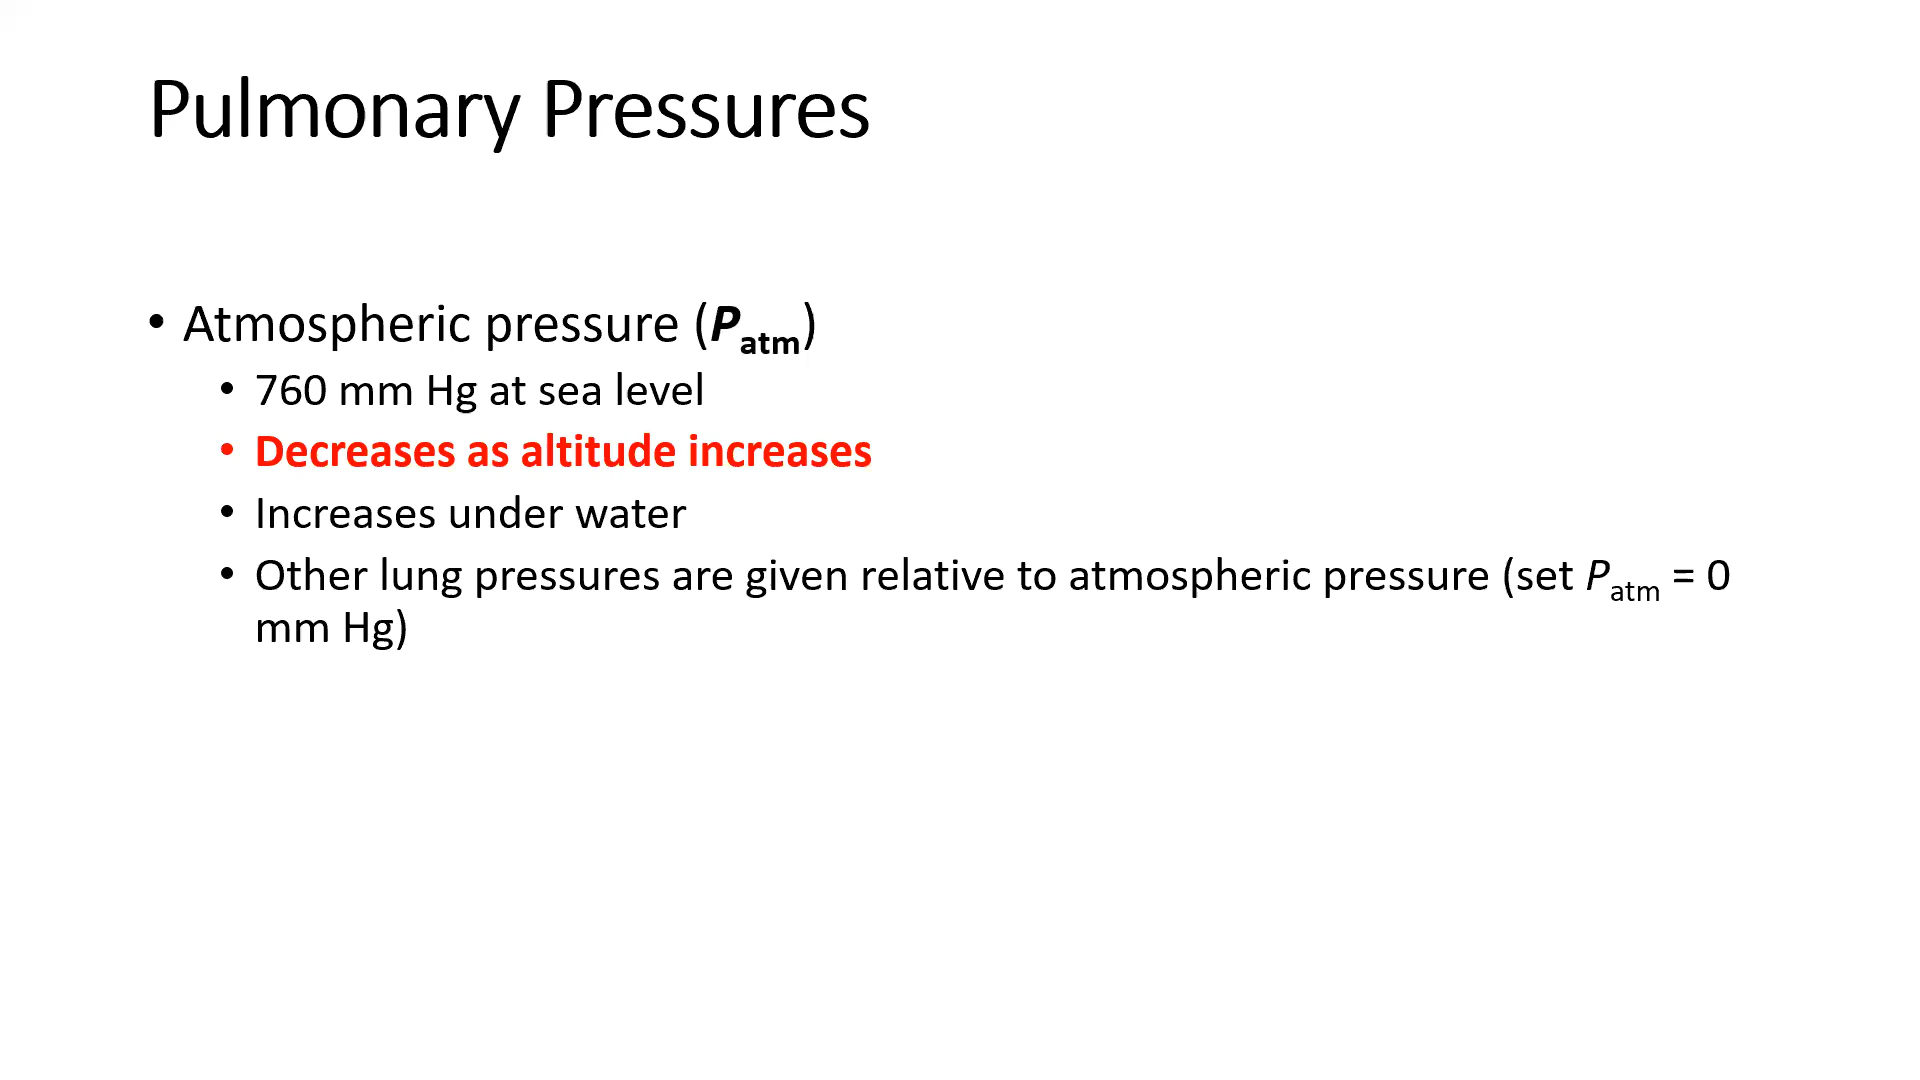 Pulmonary Pressures
• Atmospheric pressure (Patm)
• 760 mm Hg at sea level
• Decreases as altitude increases
• Increases under water
• Other lung pressures are given relative to atmospheric pressure (set Patm = 0
mm Hg)